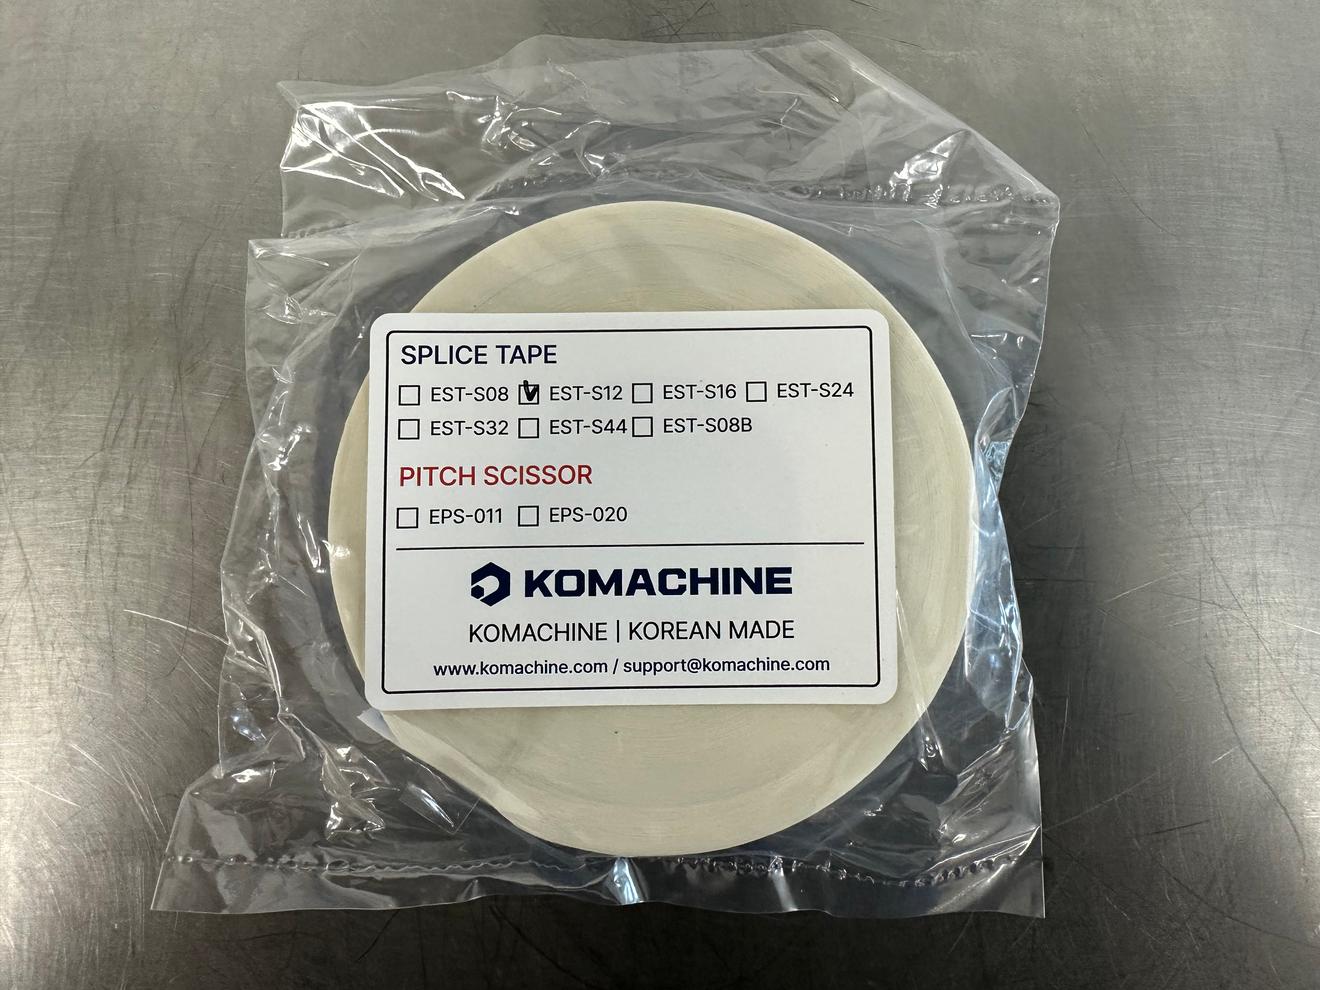 SPLICE TAPE
☐ EST-S08 ☑ EST-S12 ☐ EST-S16 ☐ EST-S24
☐ EST-S32 ☐ EST-S44 ☐ EST-S08B
PITCH SCISSOR
☐ EPS-011 ☐ EPS-020
KOMACHINE
KOMACHINE | KOREAN MADE
www.komachine.com / support@komachine.com